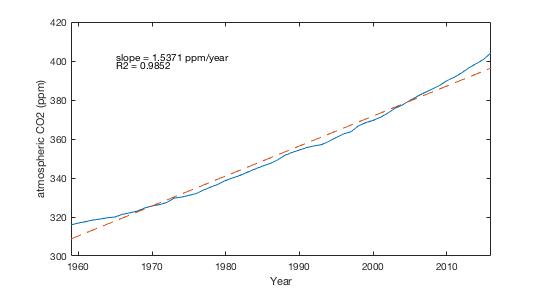 420
400
380
360
340
320
300
atmospheric CO2 (ppm)
slope = 1.5371 ppm/year
R2 = 0.9852
1960 1970 1980 1990 2000 2010
Year